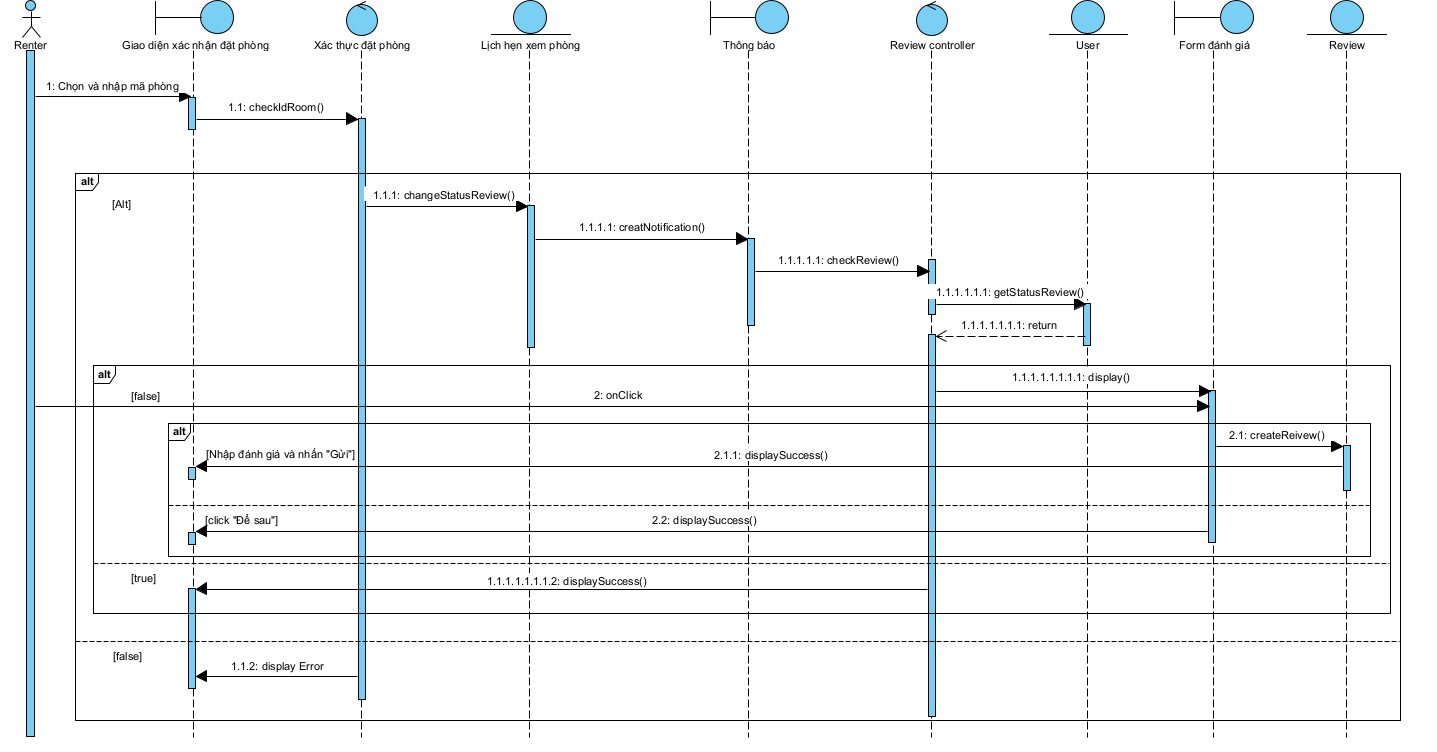 Renter
Giao diện xác nhận đặt phòng
Xác thực đặt phòng
Lịch hẹn xem phòng
Thông báo
Review controller
User
Form đánh giá
Review
1: Chọn và nhập mã phòng
1.1: checkIdRoom()
alt
[Alt]
1.1.1: changeStatusReview()
1.1.1.1: creatNotification()
1.1.1.1.1: checkReview()
1.1.1.1.1.1: getStatusReview()
1.1.1.1.1.1.1: return
alt
[false]
1.1.1.1.1.1.1.1: display()
2: onClick
alt
[Nhập đánh giá và nhấn "Gửi"]
2.1: createReivew()
2.1.1: displaySuccess()
[click "Để sau"]
2.2: displaySuccess()
[true]
1.1.1.1.1.1.1.2: displaySuccess()
[false]
1.1.2: display Error